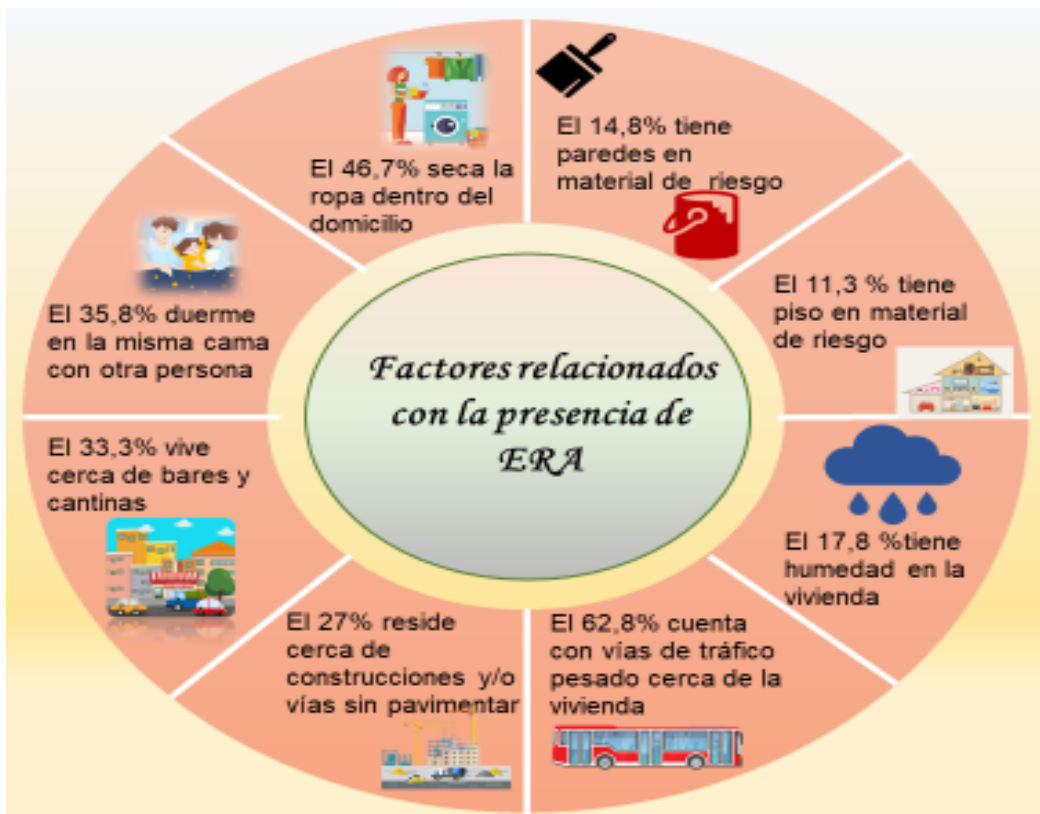 El 46,7% seca la
ropa dentro del
domicilio
El 14,8% tiene
paredes en
material de riesgo
El 11,3 % tiene
piso en material
de riesgo
El 17,8 %tiene
humedad en la
vivienda
El 62,8% cuenta
con vías de tráfico
pesado cerca de la
vivienda
El 27% reside
cerca de
construcciones y/o
vías sin pavimentar
El 33,3% vive
cerca de bares y
cantinas
El 35,8% duerme
en la misma cama
con otra persona
Factores relacionados
con la presencia de
ERA